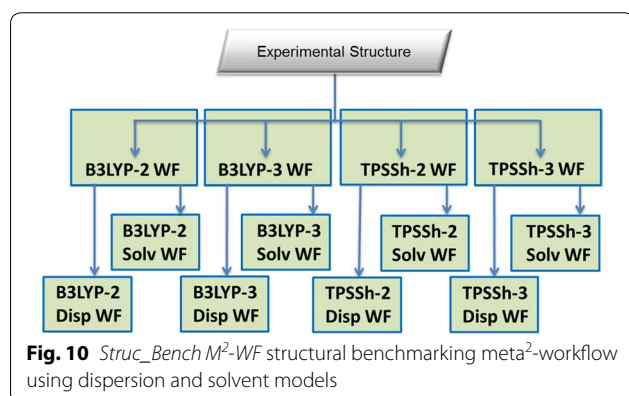 Experimental Structure
B3LYP-2 WF
B3LYP-3 WF
TPSSh-2 WF
TPSSh-3 WF
B3LYP-2
Solv WF
B3LYP-3
Solv WF
TPSSh-2
Solv WF
TPSSh-3
Solv WF
B3LYP-2
Disp WF
B3LYP-3
Disp WF
TPSSh-2
Disp WF
TPSSh-3
Disp WF
Fig. 10 Struc_Bench M²-WF structural benchmarking meta²-workflow
using dispersion and solvent models